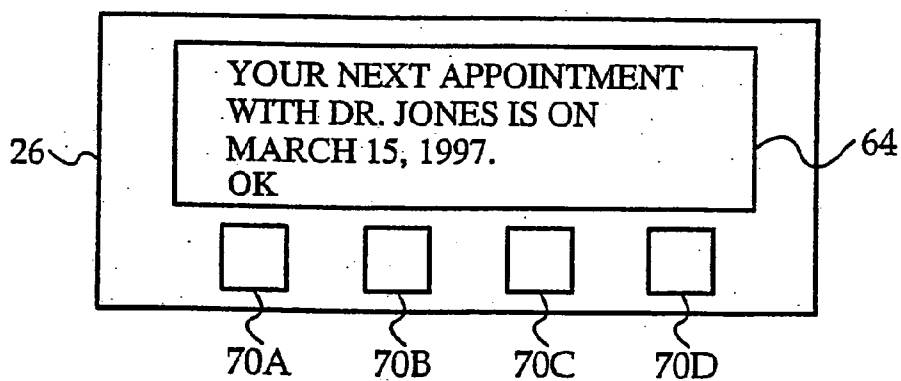 YOUR NEXT APPOINTMENT
WITH DR. JONES IS ON
MARCH 15, 1997.
OK
26
64
70A 70B 70C 70D